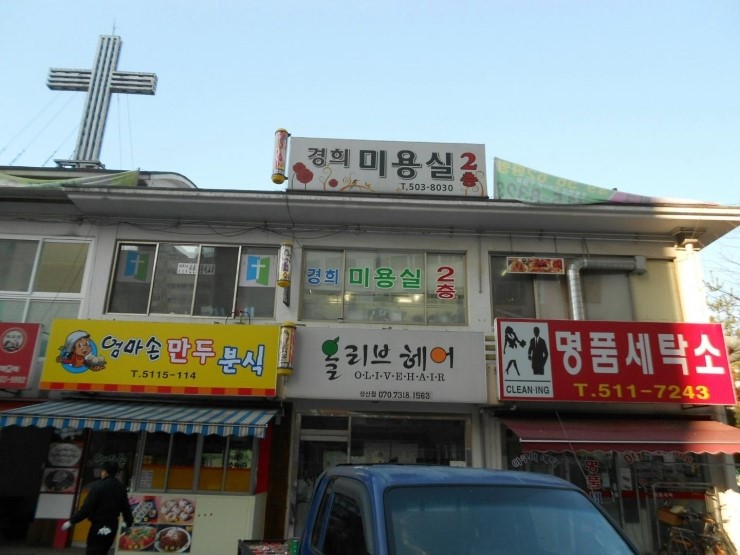 경희 미용실 2층
T.503-8030
경희 미용실 2층
엄마손 만두 분식
T.5115-114
올리브 헤어
O·L·I·V·E·H·A·I·R
070.7318.1563
CLEAN·ING
명품세탁소
T.511-7243
명품